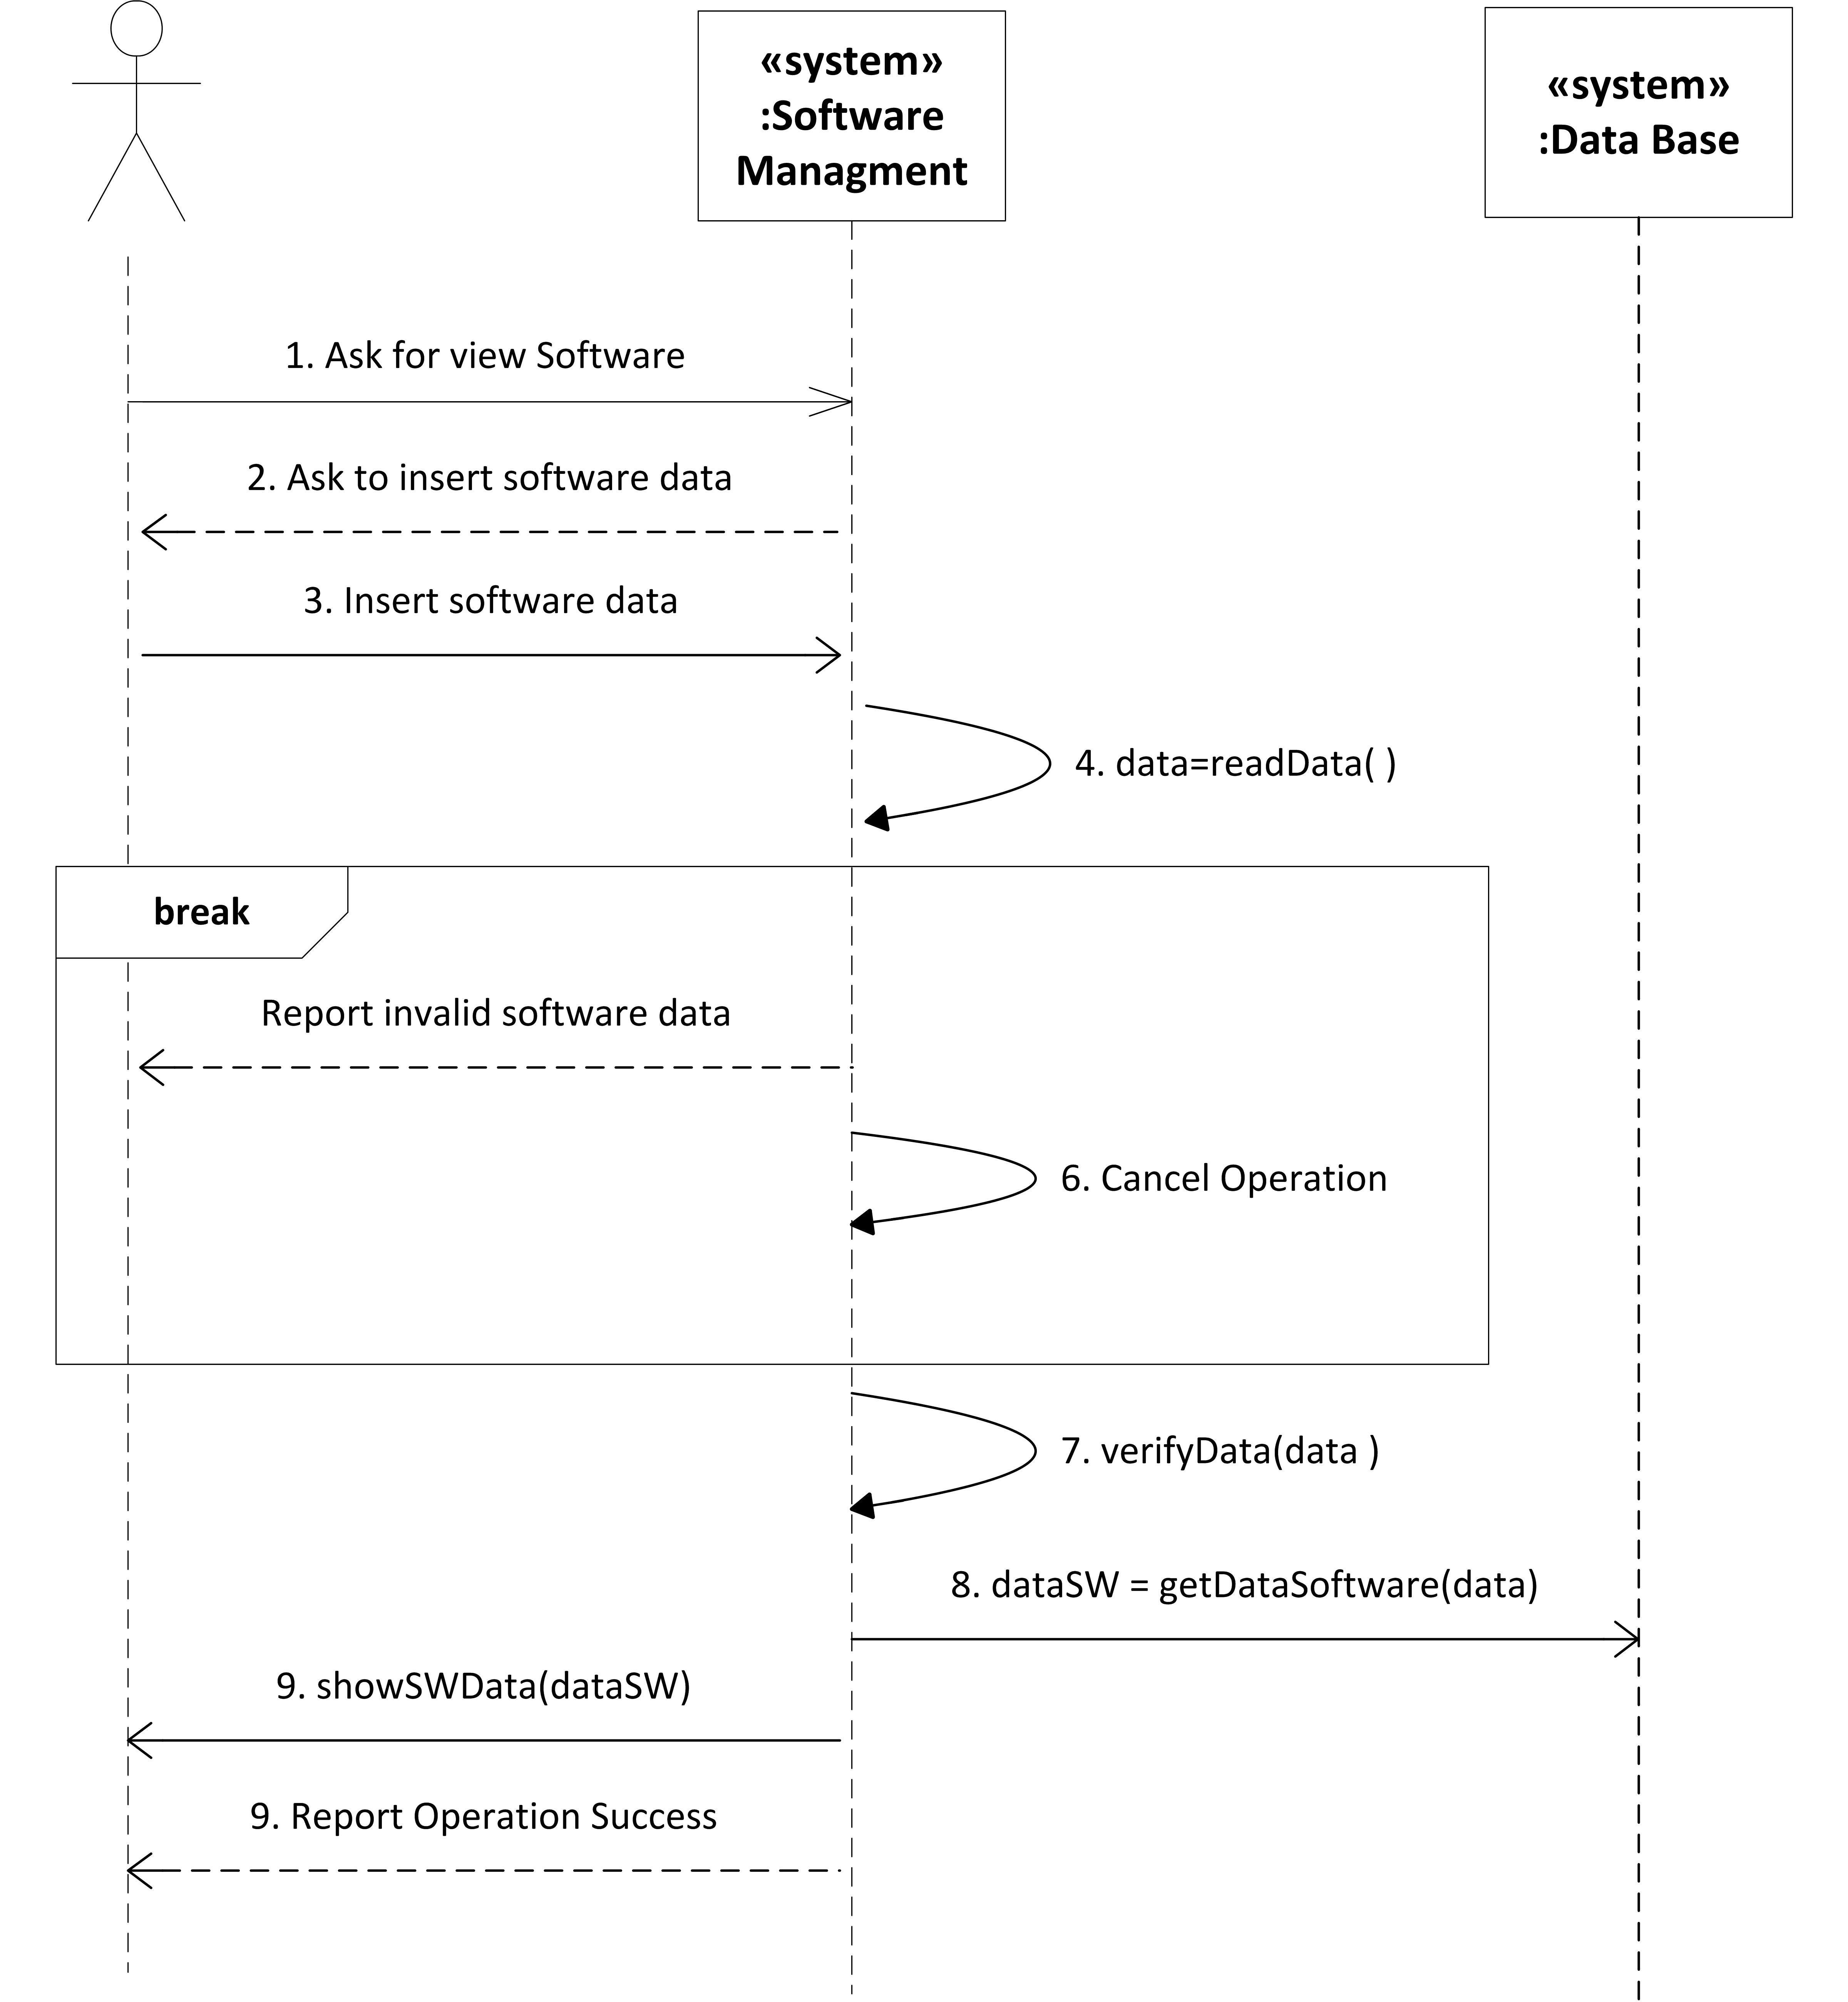 «system»
:Software
Managment
«system»
:Data Base
1. Ask for view Software
2. Ask to insert software data
3. Insert software data
4. data=readData( )
break
Report invalid software data
6. Cancel Operation
7. verifyData(data )
8. dataSW = getDataSoftware(data)
9. showSWData(dataSW)
9. Report Operation Success